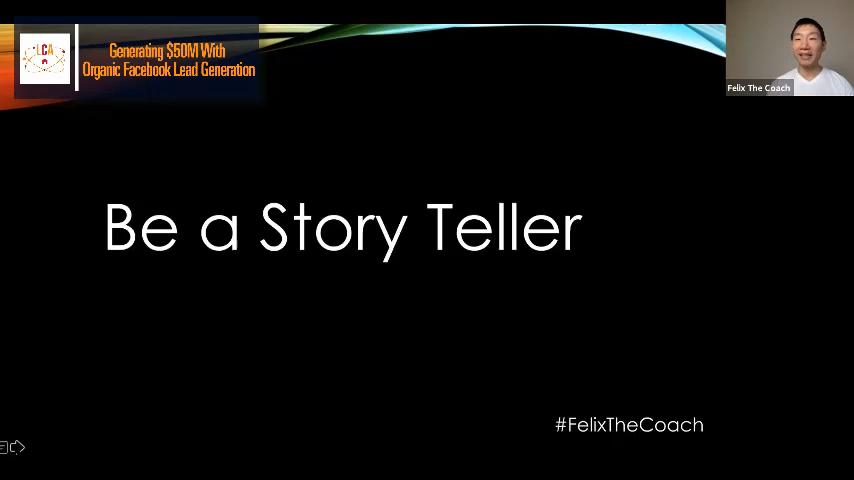 LCA
Generating $50M With
Organic Facebook Lead Generation
Felix The Coach
Be a Story Teller
#FelixTheCoach